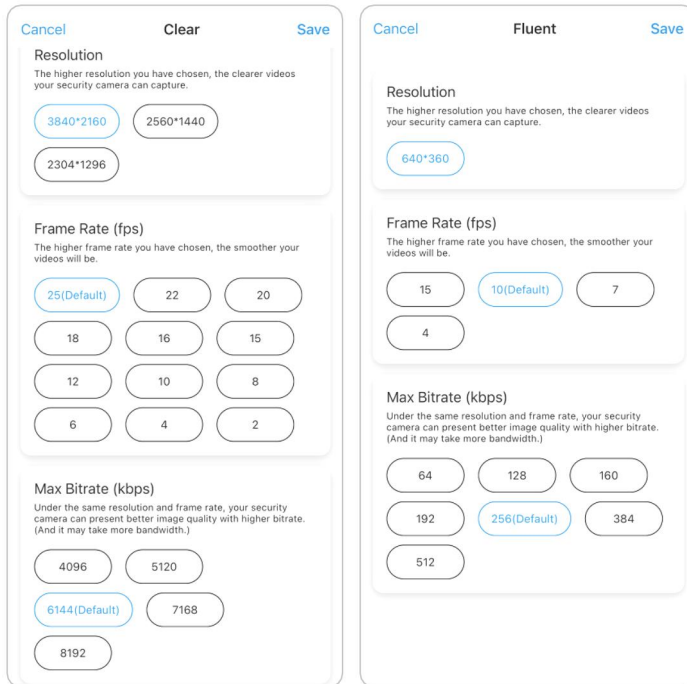 Cancel Clear Save
Resolution
The higher resolution you have chosen, the clearer videos
your security camera can capture.
3840*2160 2560*1440
2304*1296
Frame Rate (fps)
The higher frame rate you have chosen, the smoother your
videos will be.
25(Default) 22 20
18 16 15
12 10 8
6 4 2
Max Bitrate (kbps)
Under the same resolution and frame rate, your security
camera can present better image quality with higher bitrate.
(And it may take more bandwidth.)
4096 5120
6144(Default) 7168
8192
Cancel Fluent Save
Resolution
The higher resolution you have chosen, the clearer videos
your security camera can capture.
640*360
Frame Rate (fps)
The higher frame rate you have chosen, the smoother your
videos will be.
15 10(Default) 7
4
Max Bitrate (kbps)
Under the same resolution and frame rate, your security
camera can present better image quality with higher bitrate.
(And it may take more bandwidth.)
64 128 160
192 256(Default) 384
512